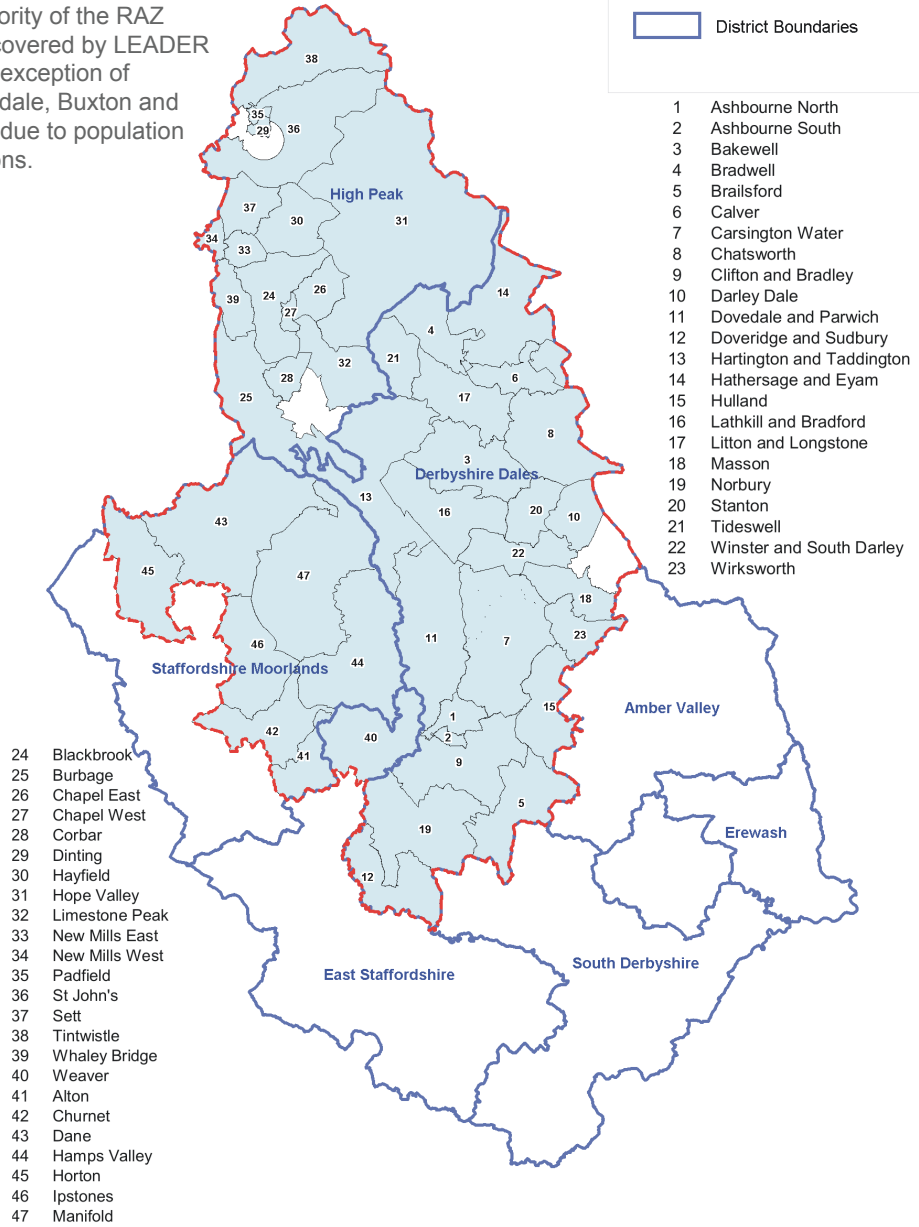 ority of the RAZ
covered by LEADER
exception of
dale, Buxton and
due to population
ons.
District Boundaries
1 Ashbourne North
2 Ashbourne South
3 Bakewell
4 Bradwell
5 Brailsford
6 Calver
7 Carsington Water
8 Chatsworth
9 Clifton and Bradley
10 Darley Dale
11 Dovedale and Parwich
12 Doveridge and Sudbury
13 Hartington and Taddington
14 Hathersage and Eyam
15 Hulland
16 Lathkill and Bradford
17 Litton and Longstone
18 Masson
19 Norbury
20 Stanton
21 Tideswell
22 Winster and South Darley
23 Wirksworth
38
35
29
36
High Peak
37
30
31
34
33
39
24
26
27
14
4
32
21
28
6
25
17
8
3
Derbyshire Dales
13
16
20
10
43
22
45
47
18
46
11
7
23
Staffordshire Moorlands
44
15
Amber Valley
1
42
2
40
41
9
5
19
Erewash
12
South Derbyshire
East Staffordshire
24 Blackbrook
25 Burbage
26 Chapel East
27 Chapel West
28 Corbar
29 Dinting
30 Hayfield
31 Hope Valley
32 Limestone Peak
33 New Mills East
34 New Mills West
35 Padfield
36 St John's
37 Sett
38 Tintwistle
39 Whaley Bridge
40 Weaver
41 Alton
42 Churnet
43 Dane
44 Hamps Valley
45 Horton
46 Ipstones
47 Manifold